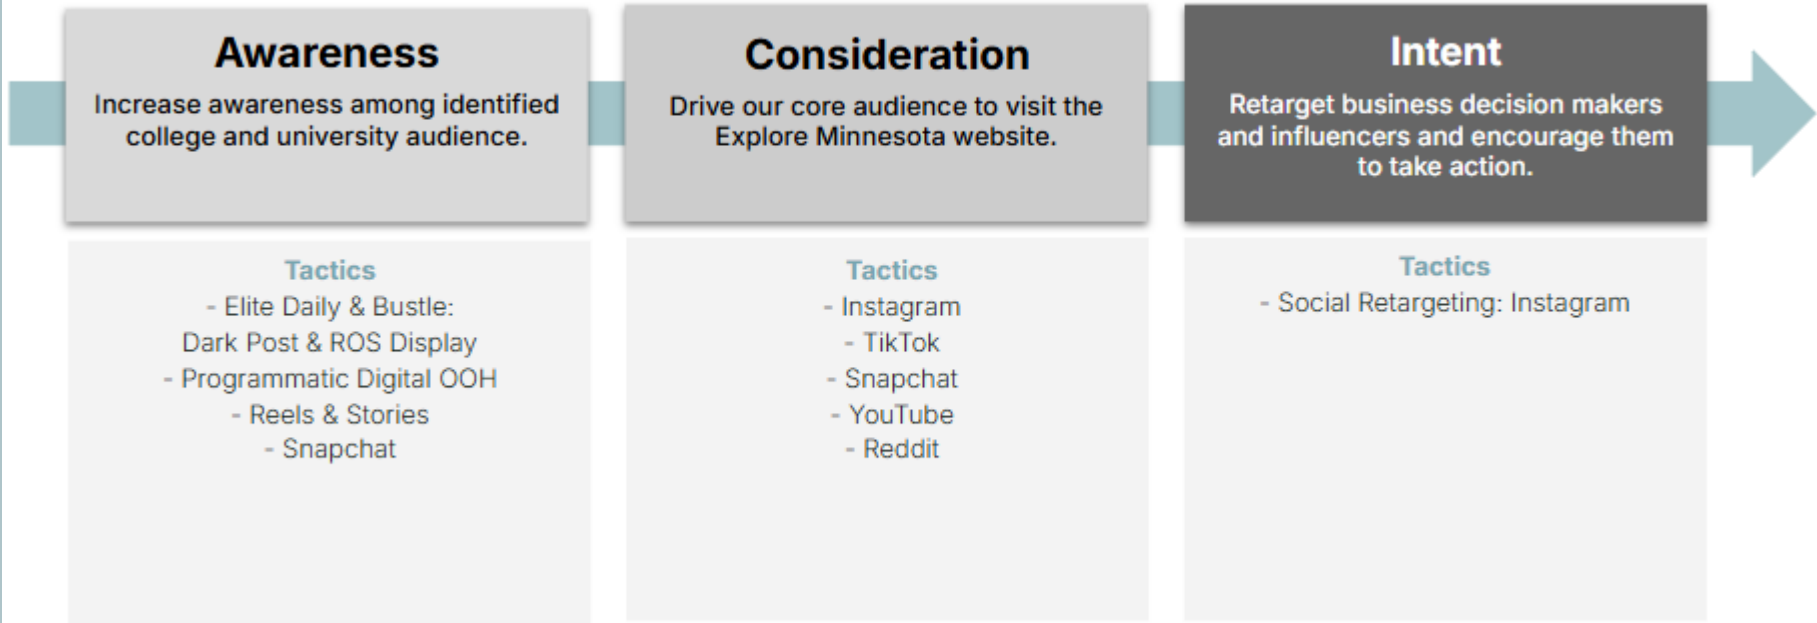 Awareness
Increase awareness among identified
college and university audience.
Tactics
- Elite Daily & Bustle:
Dark Post & ROS Display
- Programmatic Digital OOH
- Reels & Stories
- Snapchat
Consideration
Drive our core audience to visit the
Explore Minnesota website.
Tactics
- Instagram
- TikTok
- Snapchat
- YouTube
- Reddit
Intent
Retarget business decision makers
and influencers and encourage them
to take action.
Tactics
- Social Retargeting: Instagram